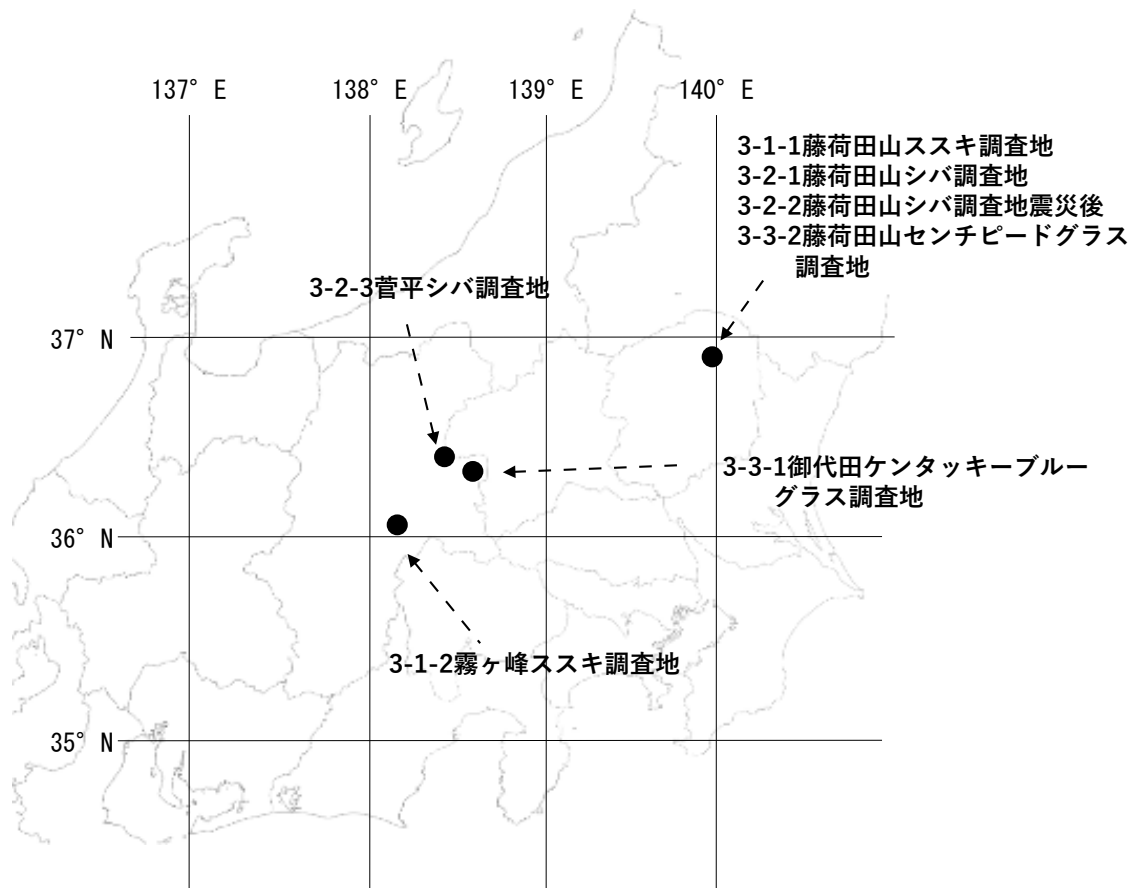 137° E
138° E
139° E
140° E
3-1-1藤荷田山ススキ調査地
3-2-1藤荷田山シバ調査地
3-2-2藤荷田山シバ調査地震災後
3-3-2藤荷田山センチピードグラス
調査地
3-2-3菅平シバ調査地
37° N
3-3-1御代田ケンタッキーブルー
グラス調査地
36° N
3-1-2霧ヶ峰ススキ調査地
35° N